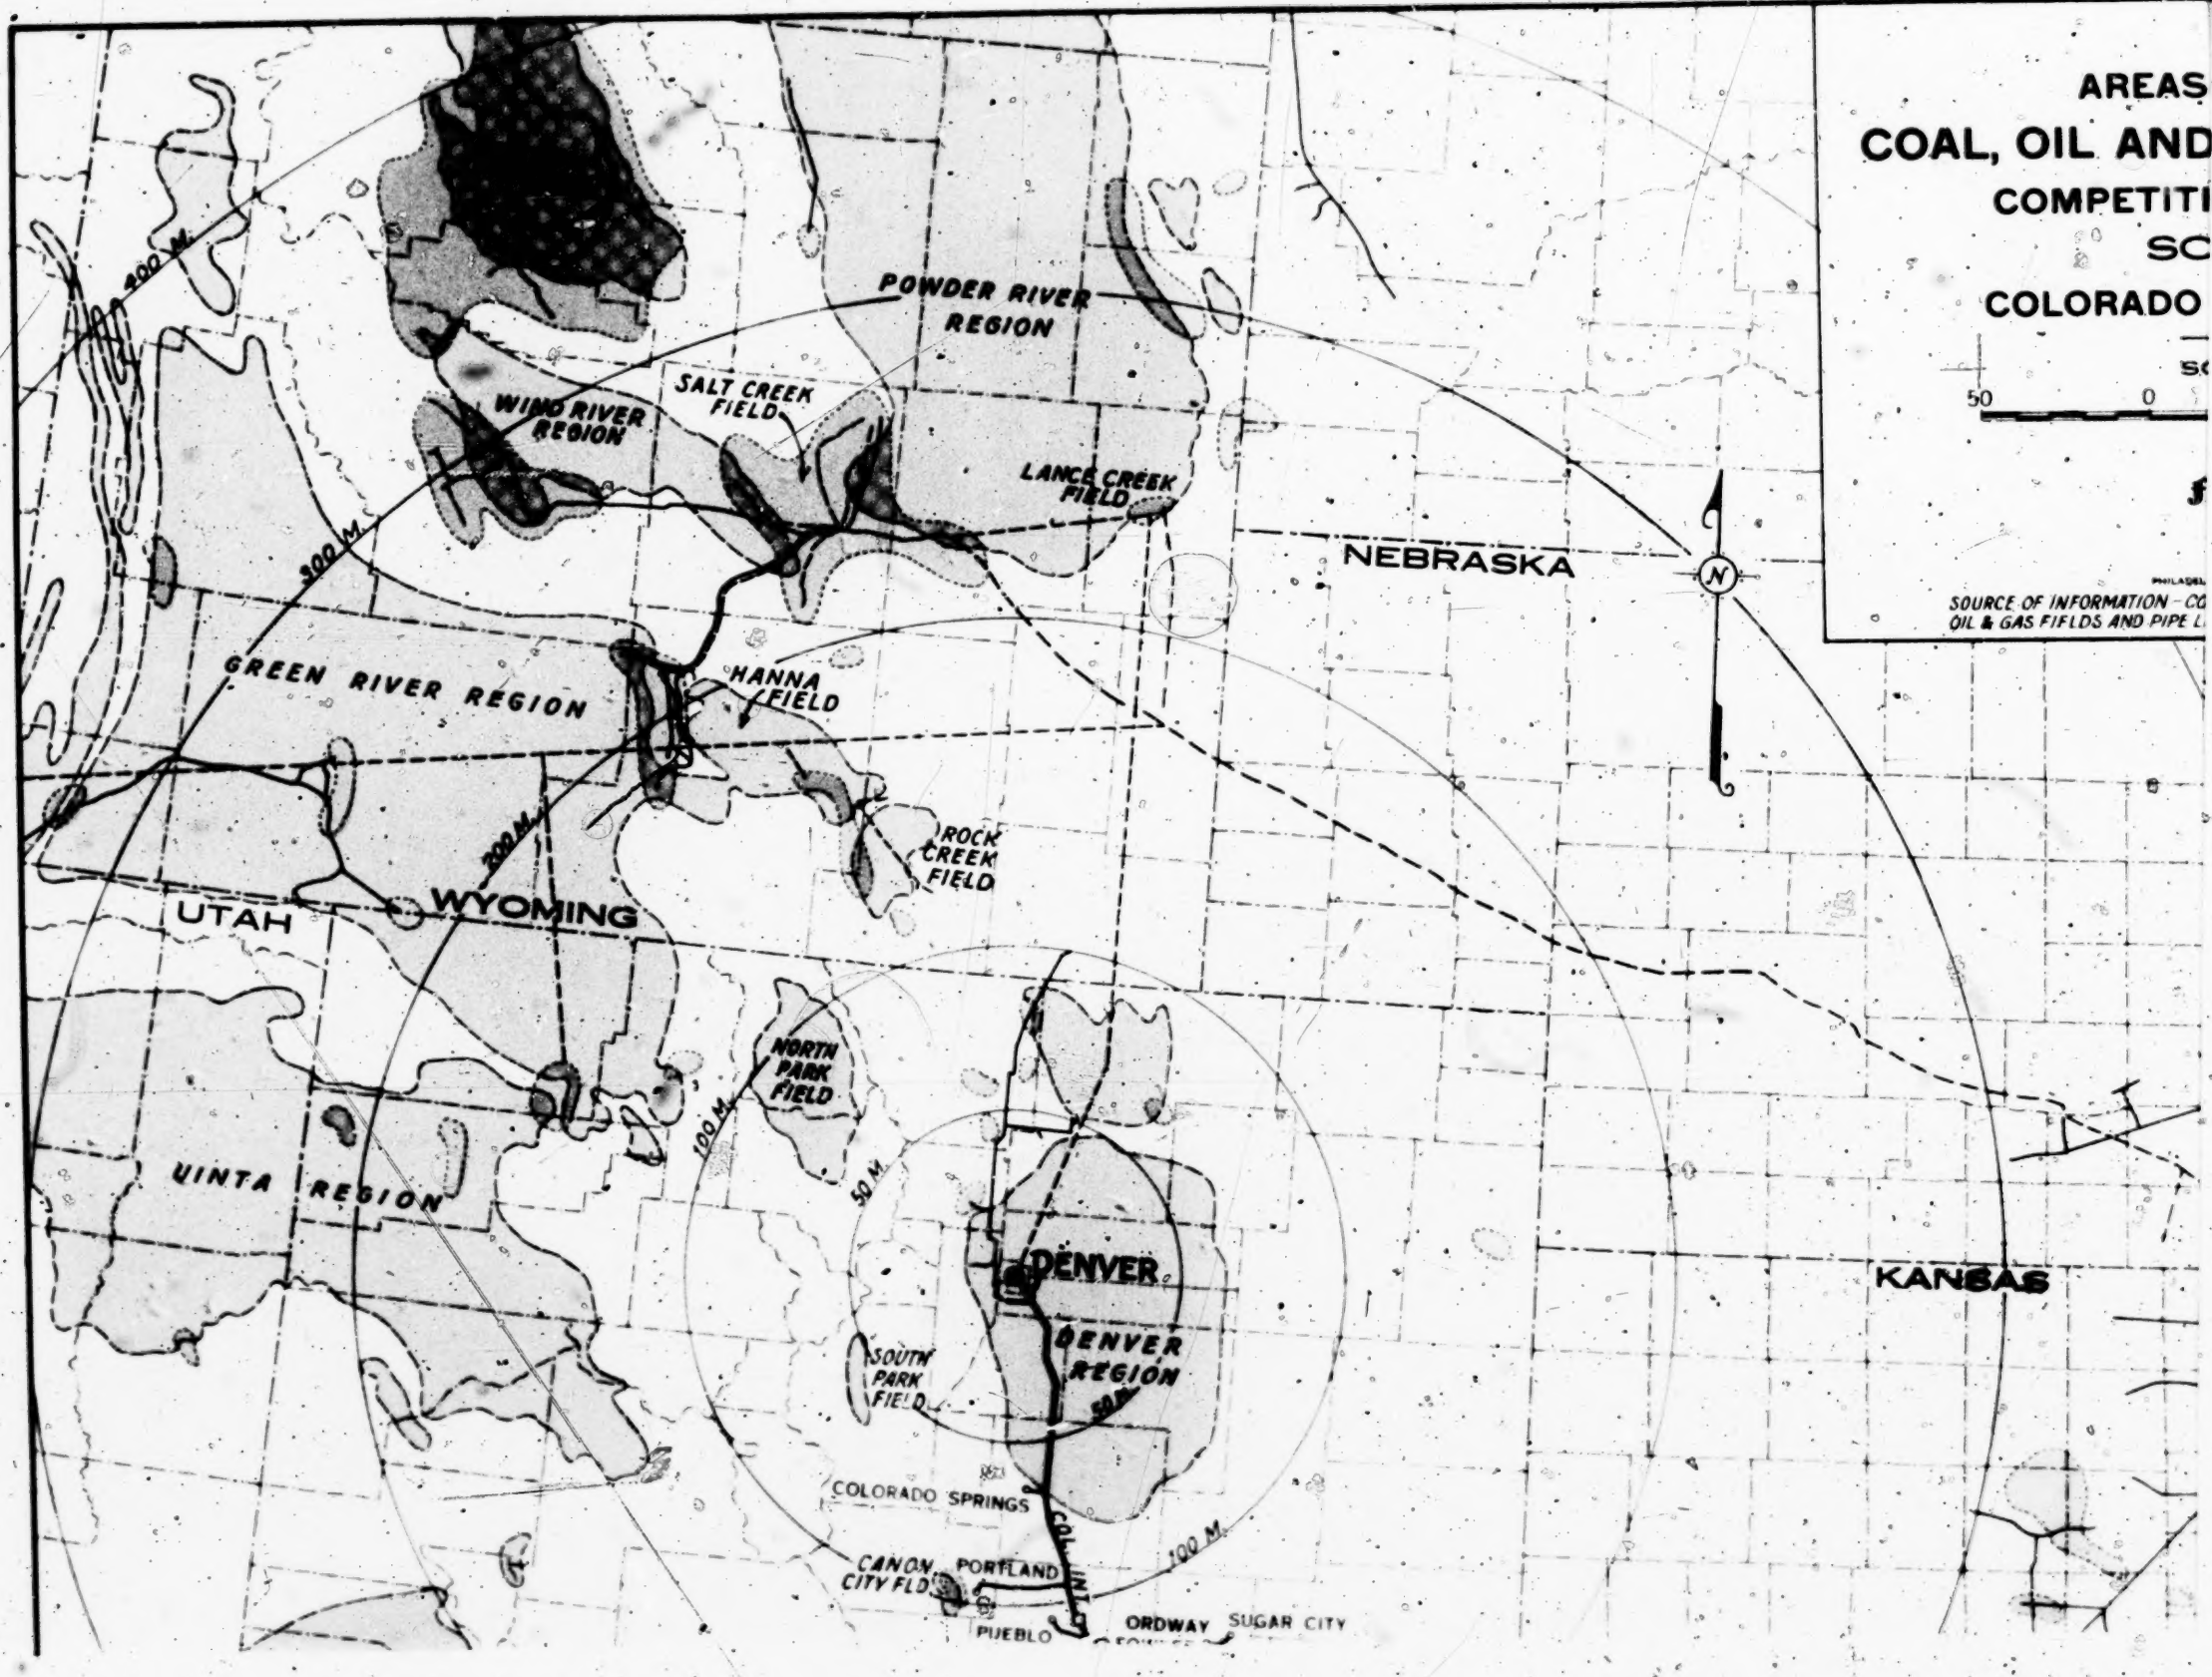 AREAS
COAL, OIL AND
COMPETITI
SC
COLORADO
50 0
PHILADEL
SOURCE OF INFORMATION - CO
OIL & GAS FIELDS AND PIPE L
400 M.
POWDER RIVER
REGION
SALT CREEK
FIELD
WIND RIVER
REGION
LANCE CREEK
FIELD
300 M.
NEBRASKA
N
GREEN RIVER REGION
HANNA
FIELD
200 M.
ROCK
CREEK
FIELD
UTAH
WYOMING
NORTH
PARK
FIELD
100 M.
50 M.
UINTA REGION
DENVER
KANSAS
DENVER
REGION
50 M.
SOUTH
PARK
FIELD
COLORADO SPRINGS
COL. INT.
100 M.
CANON
CITY FLD.
PORTLAND
PUEBLO
ORDWAY
SUGAR CITY